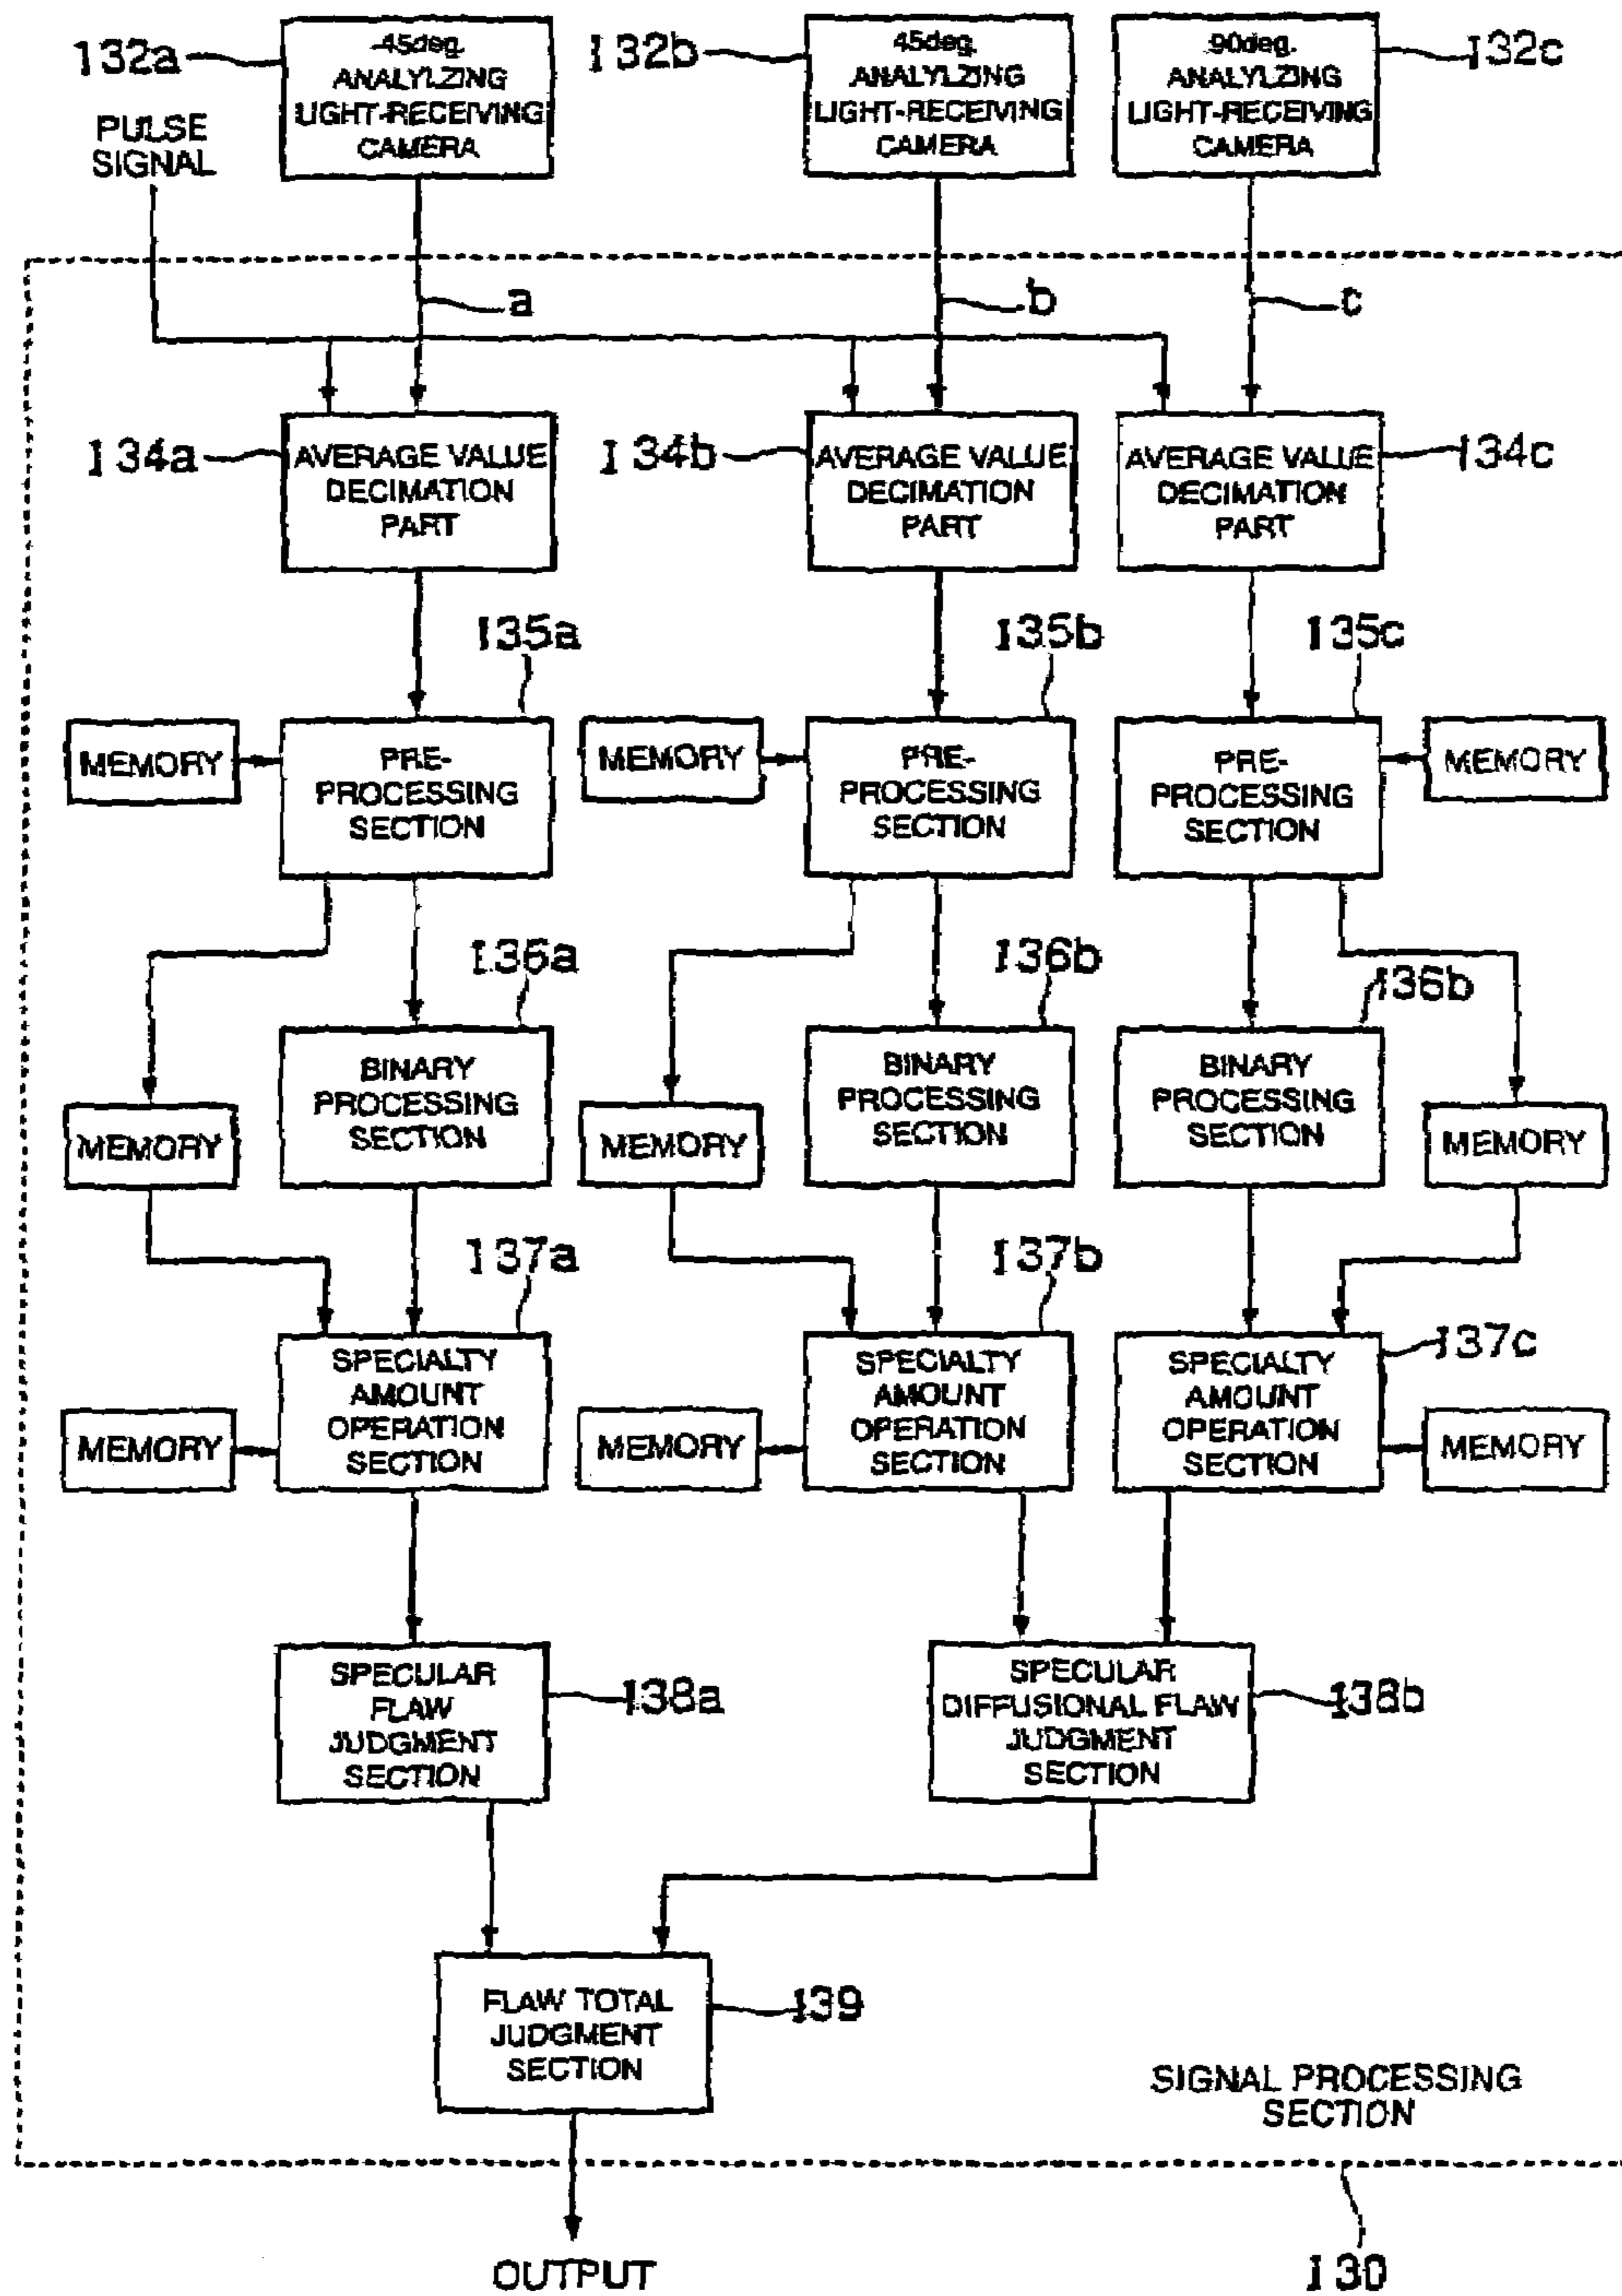 132a
-45deg.
ANALYLZING
LIGHT-RECEIVING
CAMERA
132b
45deg.
ANALYLZING
LIGHT-RECEIVING
CAMERA
90deg.
ANALYLZING
LIGHT-RECEIVING
CAMERA
132c
PULSE
SIGNAL
a
b
c
134a
AVERAGE VALUE
DECIMATION
PART
134b
AVERAGE VALUE
DECIMATION
PART
AVERAGE VALUE
DECIMATION
PART
134c
135a
135b
135c
MEMORY
PRE-
PROCESSING
SECTION
MEMORY
PRE-
PROCESSING
SECTION
PRE-
PROCESSING
SECTION
MEMORY
136a
136b
136b
BINARY
PROCESSING
SECTION
BINARY
PROCESSING
SECTION
BINARY
PROCESSING
SECTION
MEMORY
MEMORY
MEMORY
137a
137b
137c
SPECIALTY
AMOUNT
OPERATION
SECTION
SPECIALTY
AMOUNT
OPERATION
SECTION
SPECIALTY
AMOUNT
OPERATION
SECTION
MEMORY
MEMORY
MEMORY
SPECULAR
FLAW
JUDGMENT
SECTION
138a
SPECULAR
DIFFUSIONAL FLAW
JUDGMENT
SECTION
138b
FLAW TOTAL
JUDGMENT
SECTION
139
SIGNAL PROCESSING
SECTION
OUTPUT
130